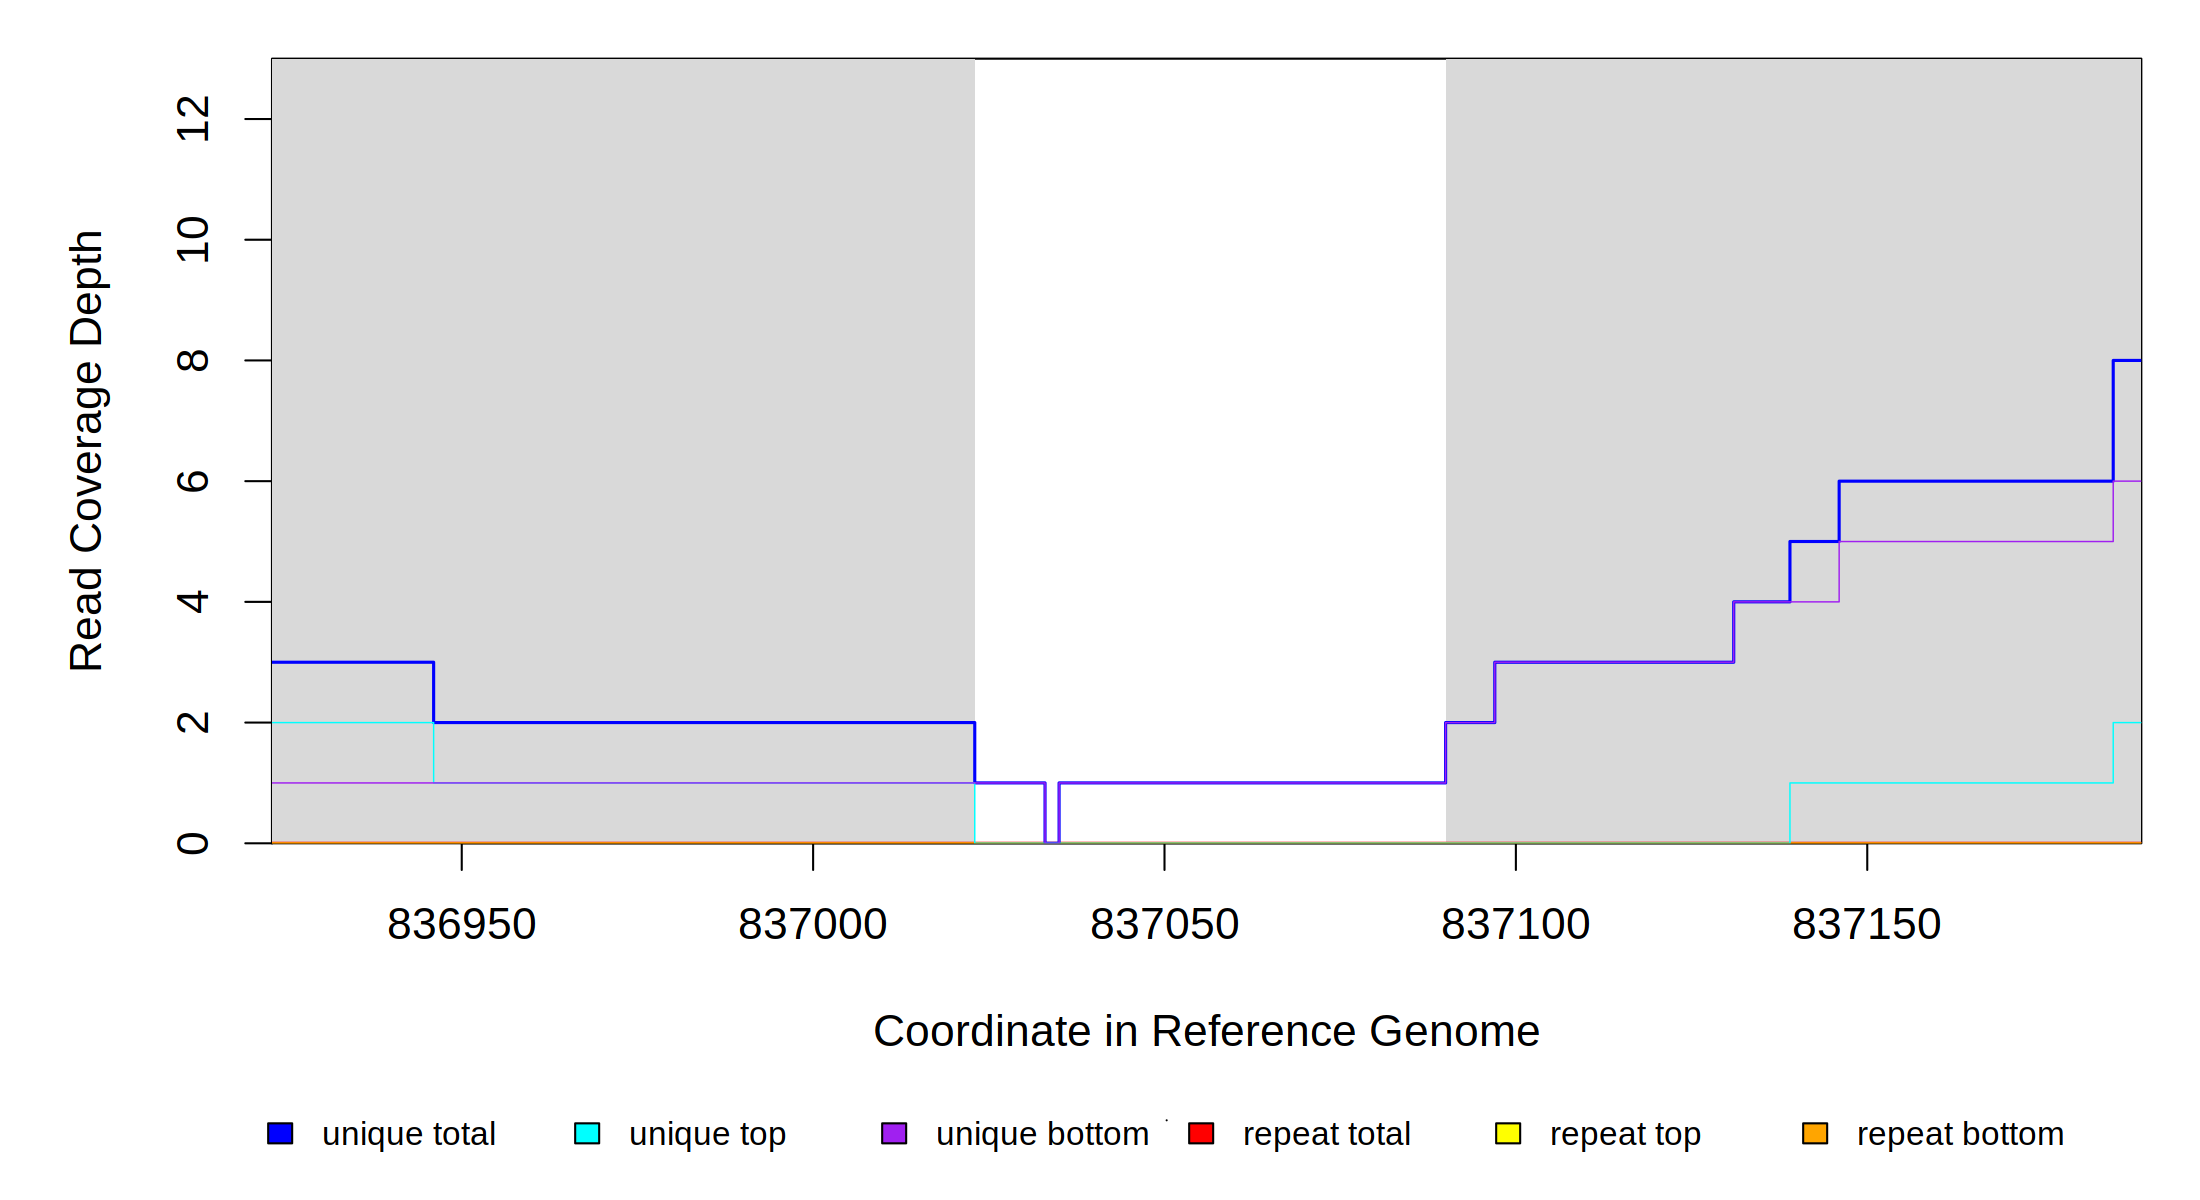 Read Coverage Depth
12
10
8
6
4
2
0
836950 837000 837050 837100 837150
Coordinate in Reference Genome
unique total unique top unique bottom repeat total repeat top repeat bottom